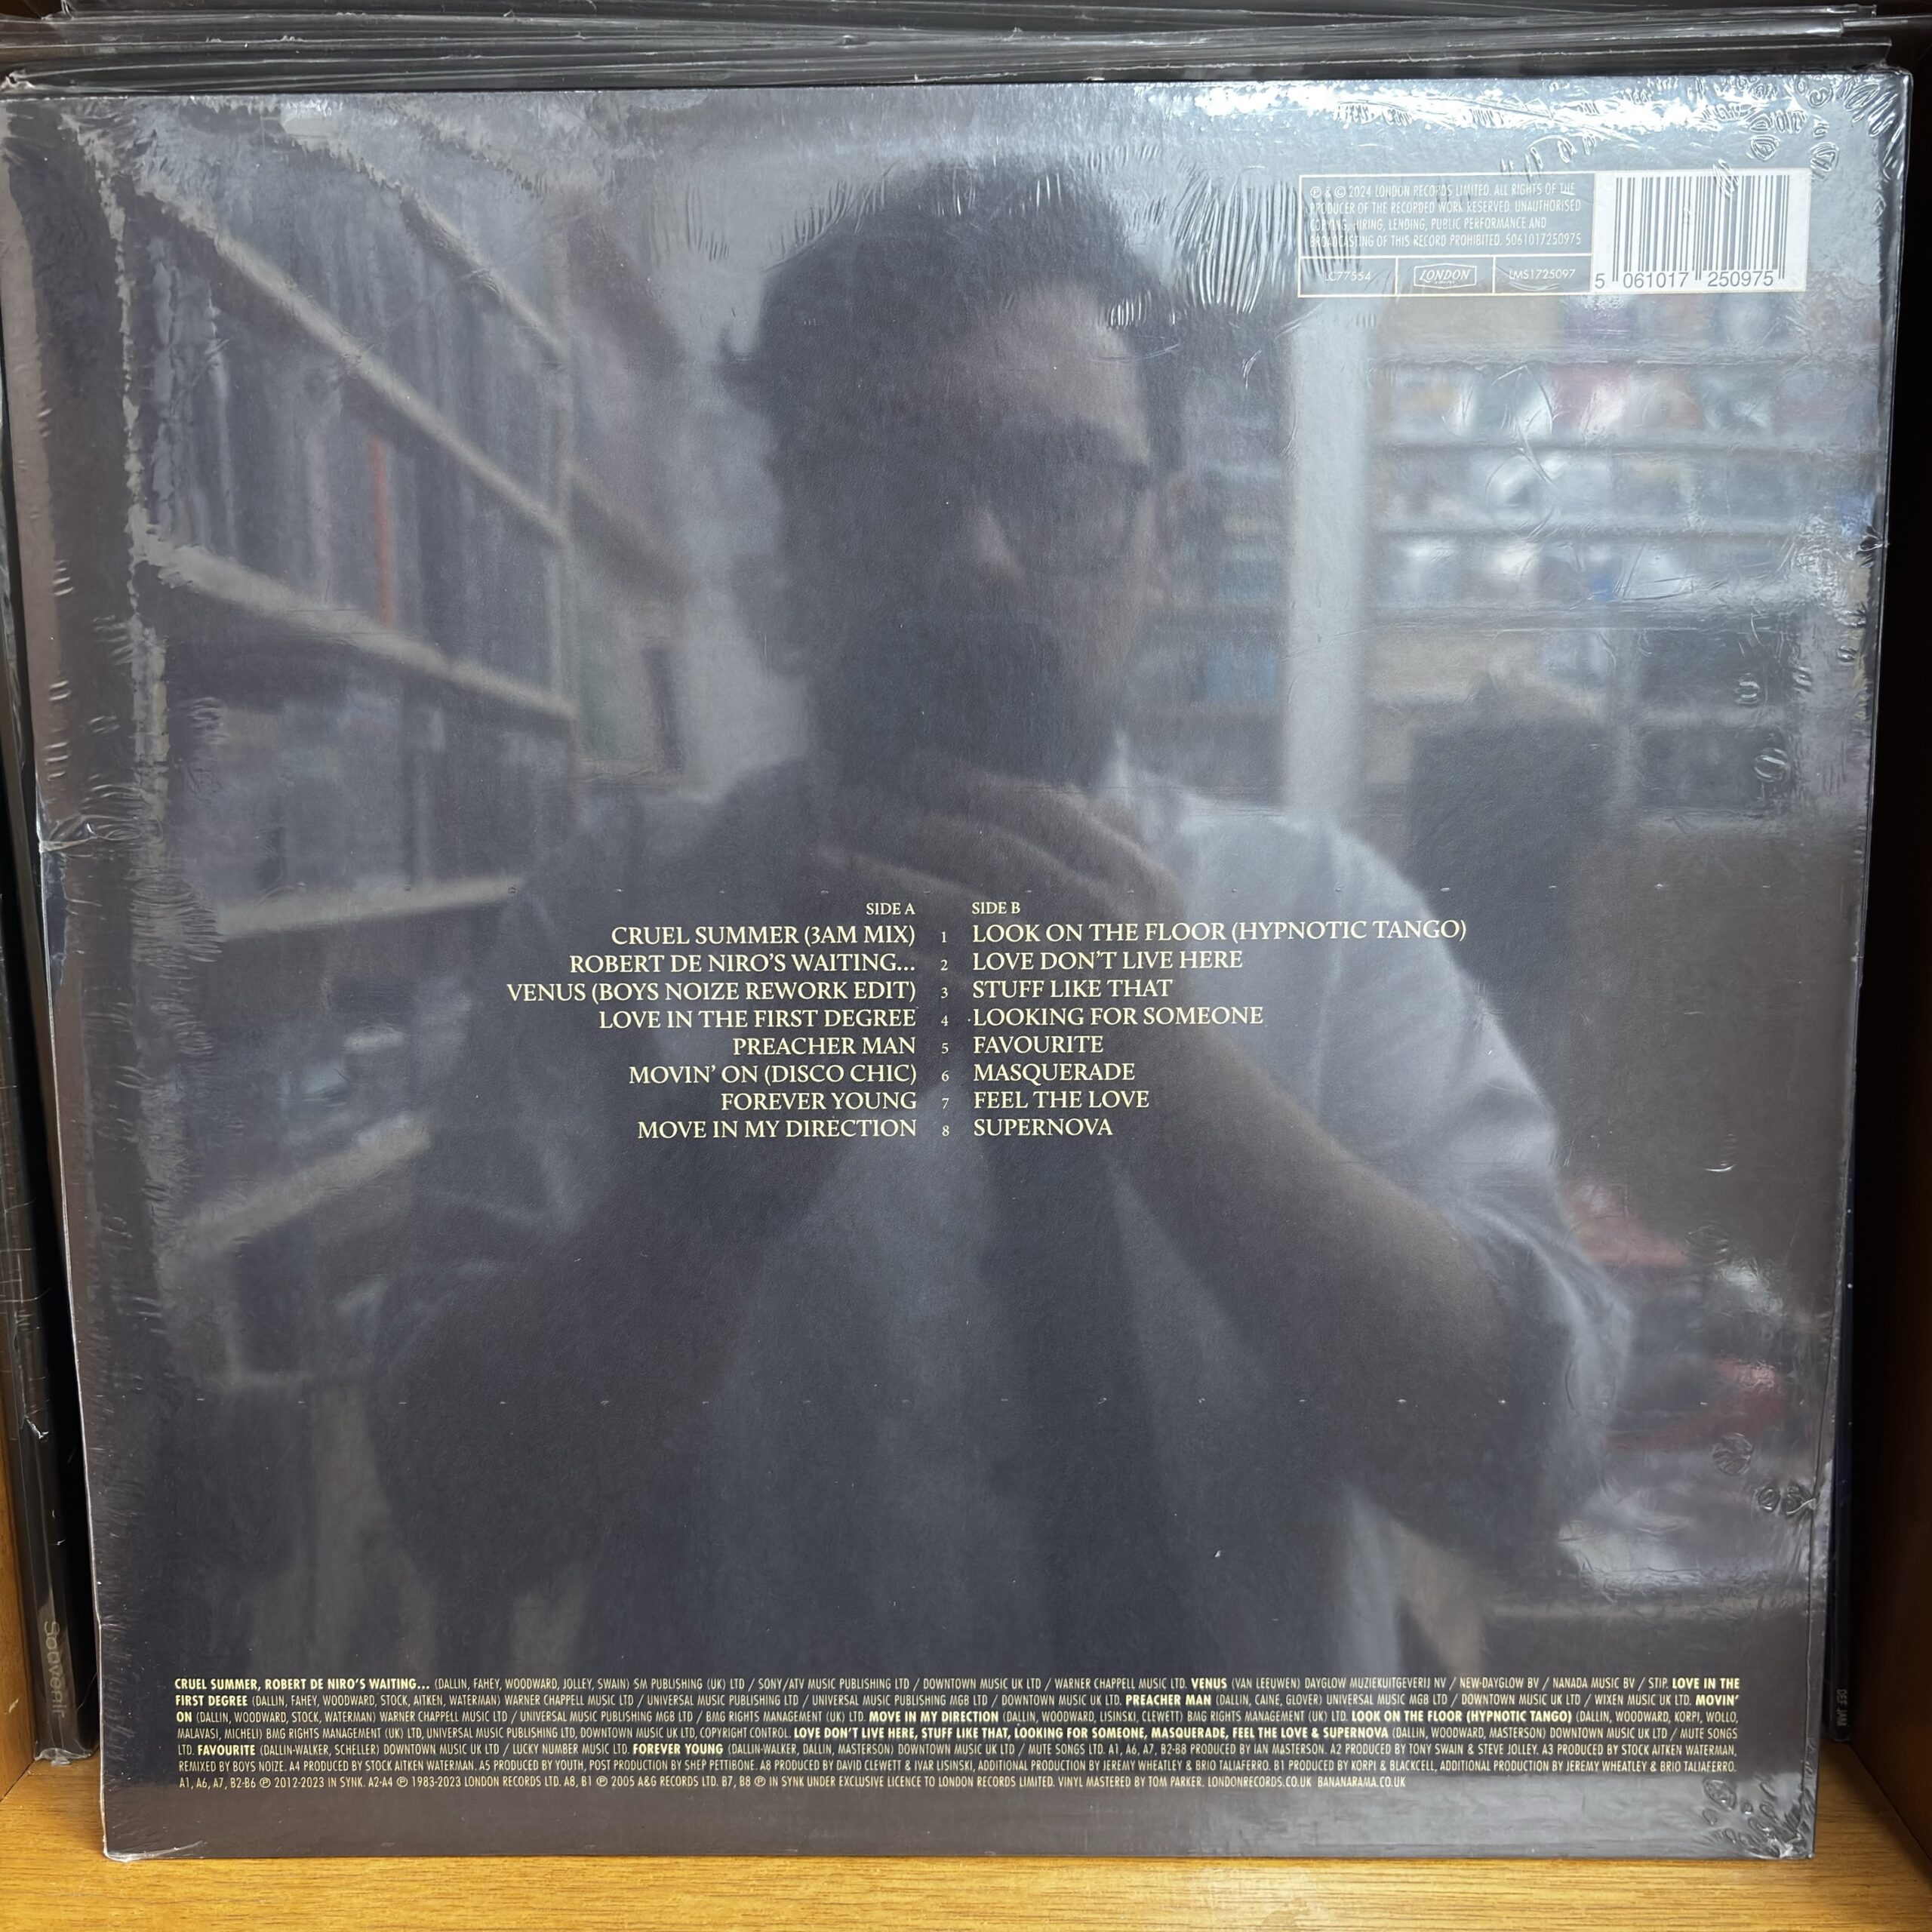 ℗ & © 2024 LONDON RECORDS LIMITED. ALL RIGHTS OF THE
PRODUCER OF THE RECORDED WORK RESERVED. UNAUTHORISED
COPYING, HIRING, LENDING, PUBLIC PERFORMANCE AND
BROADCASTING OF THIS RECORD PROHIBITED. 5061017250975
LC77554
LONDON
LMS1725097
5 061017 250975
SIDE A SIDE B
CRUEL SUMMER (3AM MIX) 1 LOOK ON THE FLOOR (HYPNOTIC TANGO)
ROBERT DE NIRO'S WAITING... 2 LOVE DON'T LIVE HERE
VENUS (BOYS NOIZE REWORK EDIT) 3 STUFF LIKE THAT
LOVE IN THE FIRST DEGREE 4 LOOKING FOR SOMEONE
PREACHER MAN 5 FAVOURITE
MOVIN' ON (DISCO CHIC) 6 MASQUERADE
FOREVER YOUNG 7 FEEL THE LOVE
MOVE IN MY DIRECTION 8 SUPERNOVA
CRUEL SUMMER, ROBERT DE NIRO'S WAITING... (DALLIN, FAHEY, WOODWARD, JOLLEY, SWAIN) SM PUBLISHING (UK) LTD / SONY/ATV MUSIC PUBLISHING LTD / DOWNTOWN MUSIC UK LTD / WARNER CHAPPELL MUSIC LTD. VENUS (VAN LEEUWEN) DAYGLOW MUZIEKUITGEVERIJ NV / NEW-DAYGLOW BV / NANADA MUSIC BV / STIP. LOVE IN THE
FIRST DEGREE (DALLIN, FAHEY, WOODWARD, STOCK, AITKEN, WATERMAN) WARNER CHAPPELL MUSIC LTD / UNIVERSAL MUSIC PUBLISHING LTD / UNIVERSAL MUSIC PUBLISHING MGB LTD / DOWNTOWN MUSIC UK LTD. PREACHER MAN (DALLIN, CAINE, GLOVER) UNIVERSAL MUSIC MGB LTD / DOWNTOWN MUSIC UK LTD / WIXEN MUSIC UK LTD. MOVIN'
ON (DALLIN, WOODWARD, STOCK, WATERMAN) WARNER CHAPPELL MUSIC LTD / UNIVERSAL MUSIC PUBLISHING MGB LTD / BMG RIGHTS MANAGEMENT (UK) LTD. MOVE IN MY DIRECTION (DALLIN, WOODWARD, LISINSKI, CLEWETT) BMG RIGHTS MANAGEMENT (UK) LTD. LOOK ON THE FLOOR (HYPNOTIC TANGO) (DALLIN, WOODWARD, KORPI, WOLLO,
MALAVASI, MICHELI) BMG RIGHTS MANAGEMENT (UK) LTD, UNIVERSAL MUSIC PUBLISHING LTD, DOWNTOWN MUSIC UK LTD, COPYRIGHT CONTROL. LOVE DON'T LIVE HERE, STUFF LIKE THAT, LOOKING FOR SOMEONE, MASQUERADE, FEEL THE LOVE & SUPERNOVA (DALLIN, WOODWARD, MASTERSON) DOWNTOWN MUSIC UK LTD / MUTE SONGS
LTD. FAVOURITE (DALLIN-WALKER, SCHELLER) DOWNTOWN MUSIC UK LTD / LUCKY NUMBER MUSIC LTD. FOREVER YOUNG (DALLIN-WALKER, DALLIN, MASTERSON) DOWNTOWN MUSIC UK LTD / MUTE SONGS LTD. A1, A6, A7, B2-B8 PRODUCED BY IAN MASTERSON. A2 PRODUCED BY TONY SWAIN & STEVE JOLLEY. A3 PRODUCED BY STOCK AITKEN WATERMAN,
REMIXED BY BOYS NOIZE. A4 PRODUCED BY STOCK AITKEN WATERMAN. A5 PRODUCED BY YOUTH, POST PRODUCTION BY SHEP PETTIBONE. A8 PRODUCED BY DAVID CLEWETT & IVAR LISINSKI, ADDITIONAL PRODUCTION BY JEREMY WHEATLEY & BRIO TALIAFERRO. B1 PRODUCED BY KORPI & BLACKCELL, ADDITIONAL PRODUCTION BY JEREMY WHEATLEY & BRIO TALIAFERRO.
A1, A6, A7, B2-B6 ℗ 2012-2023 IN SYNK. A2-A4 ℗ 1983-2023 LONDON RECORDS LTD. A8, B1 ℗ 2005 A&G RECORDS LTD. B7, B8 ℗ IN SYNK UNDER EXCLUSIVE LICENCE TO LONDON RECORDS LIMITED. VINYL MASTERED BY TOM PARKER. LONDONRECORDS.CO.UK BANANARAMA.CO.UK
Souvenir
DEF JAM